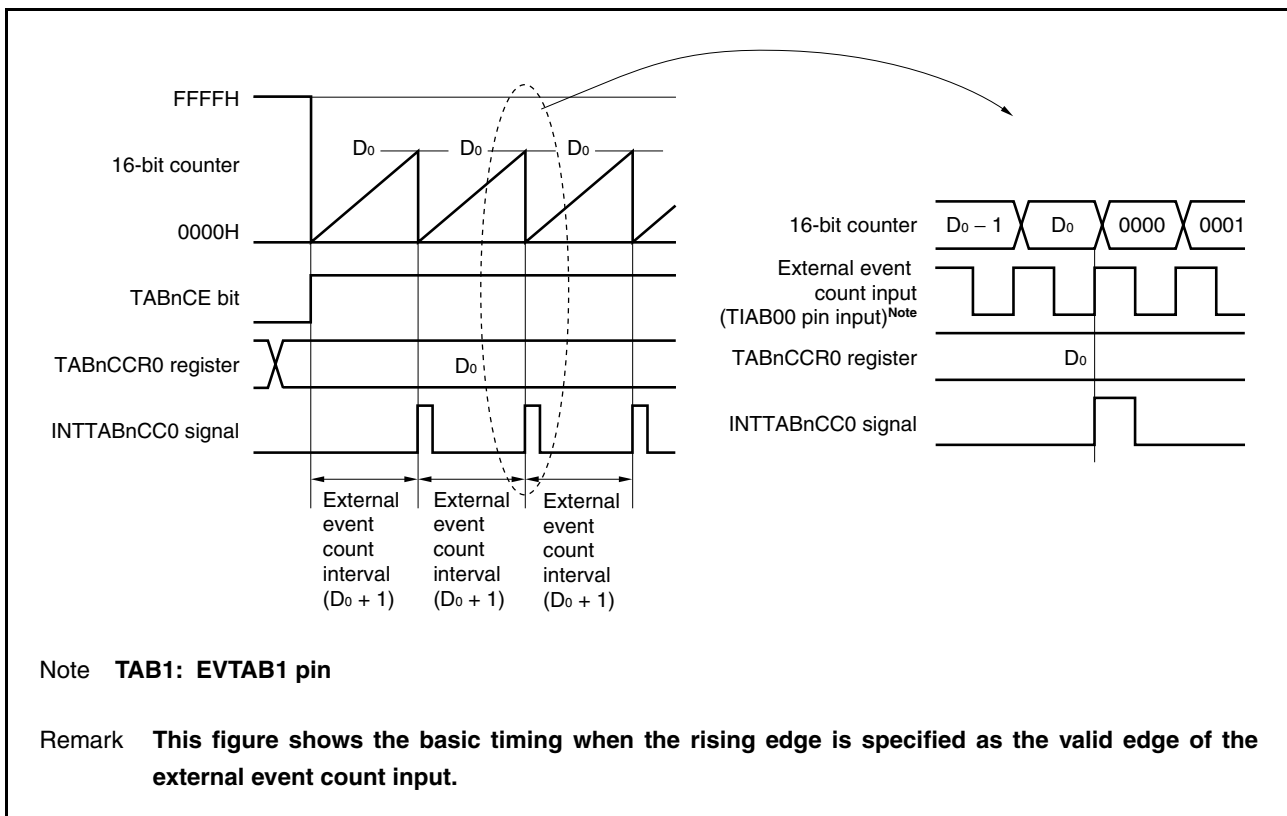 FFFFH
16-bit counter
0000H
D0
D0
D0
TABnCE bit
TABnCCR0 register
D0
INTTABnCC0 signal
External
event
count
interval
(D0 + 1)
External
event
count
interval
(D0 + 1)
External
event
count
interval
(D0 + 1)
16-bit counter
D0 − 1
D0
0000
0001
External event
count input
(TIAB00 pin input)Note
TABnCCR0 register
D0
INTTABnCC0 signal
Note TAB1: EVTAB1 pin
Remark This figure shows the basic timing when the rising edge is specified as the valid edge of the
external event count input.